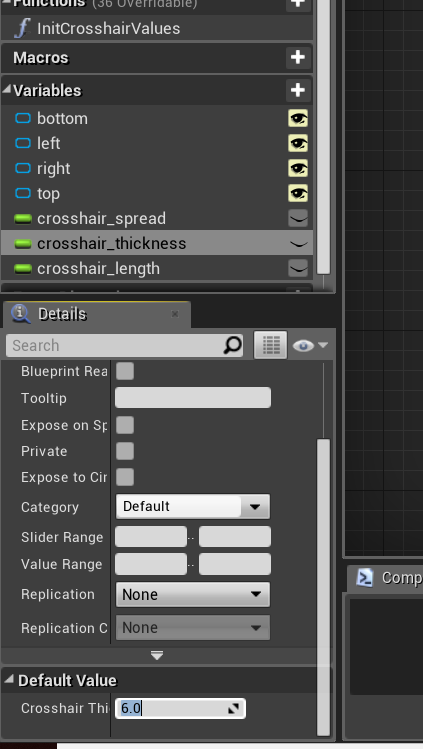 Functions (36 Overridable)
InitCrosshairValues
Macros
Variables
bottom
left
right
top
crosshair_spread
crosshair_thickness
crosshair_length
Details
Search
Blueprint Rea
Tooltip
Expose on Sp
Private
Expose to Cin
Category Default
Slider Range ..
Value Range ..
Replication None
Replication C None
Comp
Default Value
Crosshair Thi 6.0